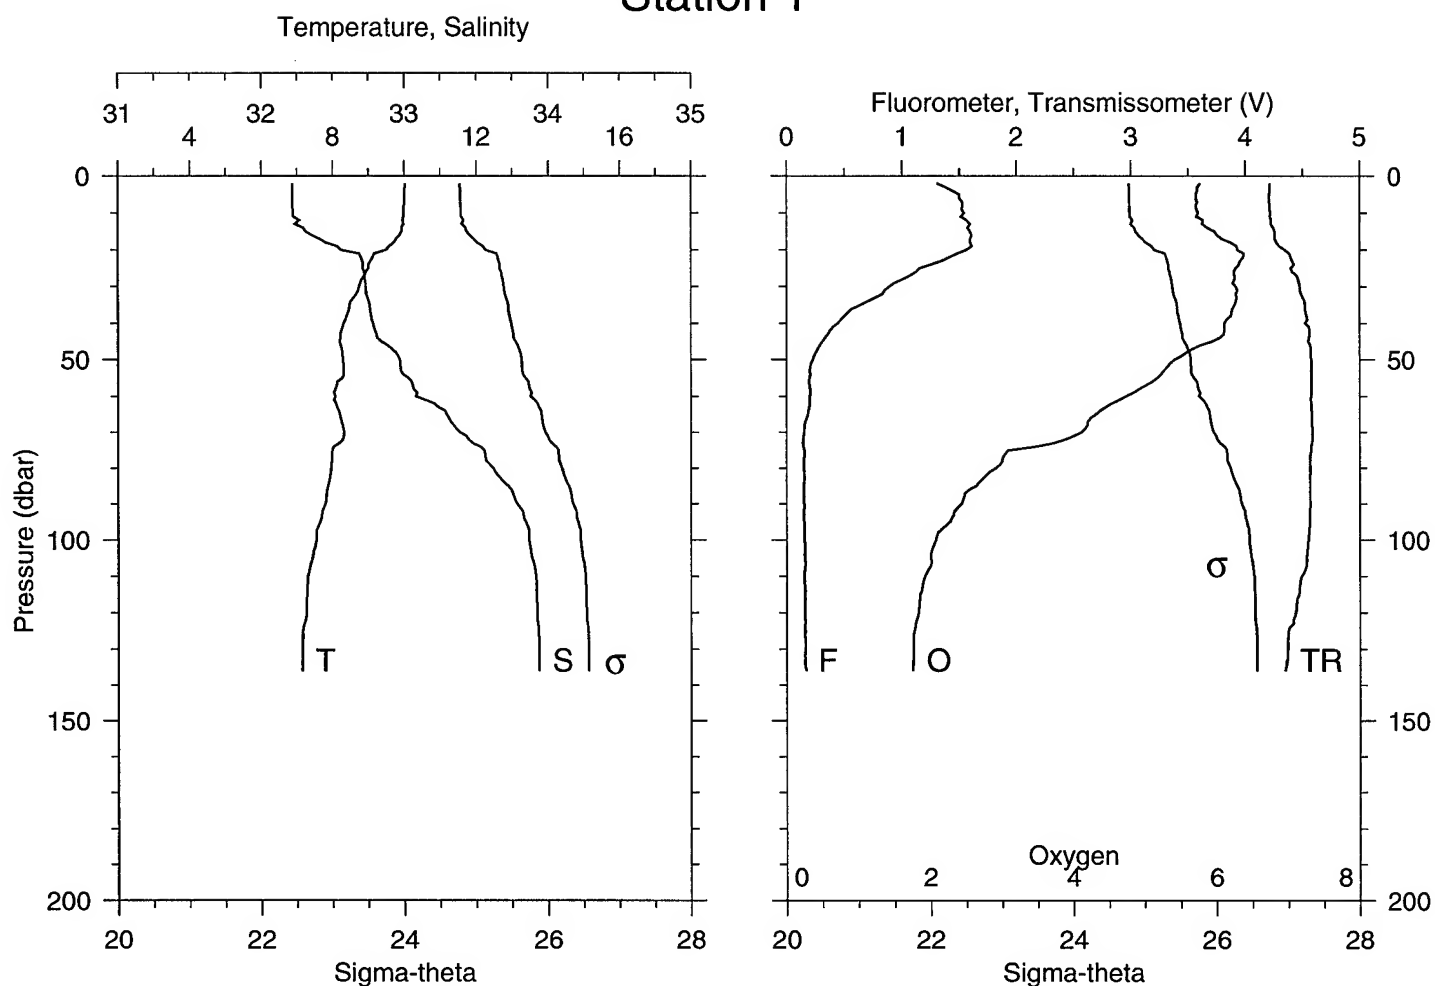 Temperature, Salinity
31 32 33 34 35
4 8 12 16
Fluorometer, Transmissometer (V)
0 1 2 3 4 5
0
50
100
150
200
Pressure (dbar)
T S σ
20 22 24 26 28
Sigma-theta
0
50
100
150
200
σ
F O TR
Oxygen
0 2 4 6 8
20 22 24 26 28
Sigma-theta